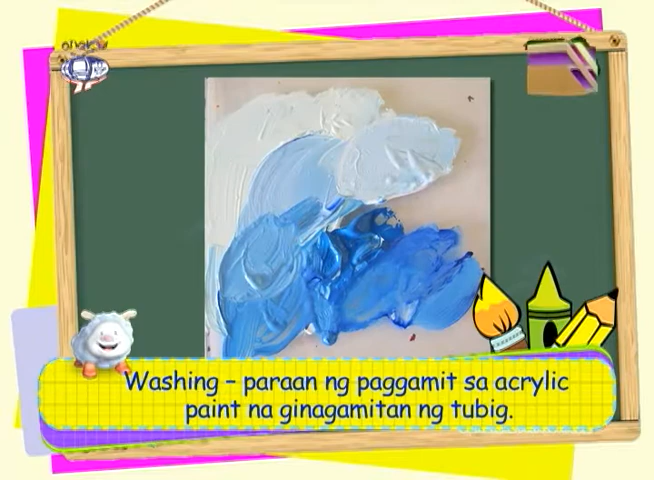 Washing – paraan ng paggamit sa acrylic
paint na ginagamitan ng tubig.